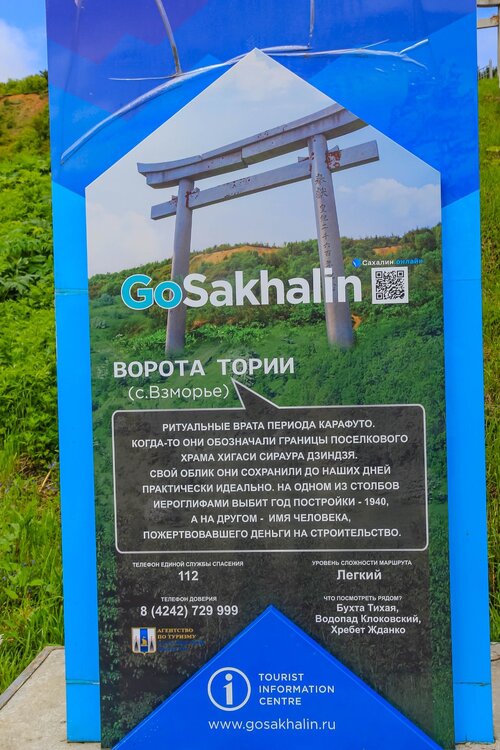 Сахалин онлайн
GoSakhalin
ВОРОТА ТОРИИ
(с.Взморье)
РИТУАЛЬНЫЕ ВРАТА ПЕРИОДА КАРАФУТО.
КОГДА-ТО ОНИ ОБОЗНАЧАЛИ ГРАНИЦЫ ПОСЕЛКОВОГО
ХРАМА ХИГАСИ СИРАУРА ДЗИНДЗЯ.
СВОЙ ОБЛИК ОНИ СОХРАНИЛИ ДО НАШИХ ДНЕЙ
ПРАКТИЧЕСКИ ИДЕАЛЬНО. НА ОДНОМ ИЗ СТОЛБОВ
ИЕРОГЛИФАМИ ВЫБИТ ГОД ПОСТРОЙКИ - 1940,
А НА ДРУГОМ - ИМЯ ЧЕЛОВЕКА,
ПОЖЕРТВОВАВШЕГО ДЕНЬГИ НА СТРОИТЕЛЬСТВО.
ТЕЛЕФОН ЕДИНОЙ СЛУЖБЫ СПАСЕНИЯ
112
ТЕЛЕФОН ДОВЕРИЯ
8 (4242) 729 999
АГЕНТСТВО
ПО ТУРИЗМУ
УРОВЕНЬ СЛОЖНОСТИ МАРШРУТА
Легкий
ЧТО ПОСМОТРЕТЬ РЯДОМ?
Бухта Тихая,
Водопад Клоковский,
Хребет Жданко
TOURIST
INFORMATION
CENTRE
www.gosakhalin.ru